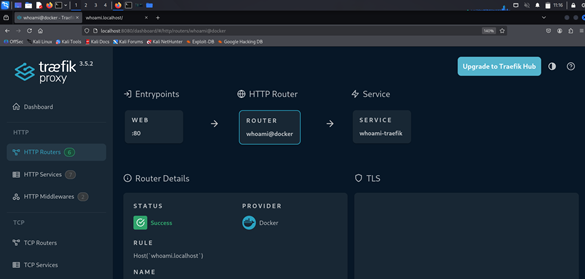 1 2 3 4
11:16
whoami@docker - Traefik
whoami.localhost/
localhost:8080/dashboard/#/http/routers/whoami@docker
OffSec
Kali Linux
Kali Tools
Kali Docs
Kali Forums
Kali NetHunter
Exploit-DB
Google Hacking DB
træfik
proxy
3.5.2
Upgrade to Traefik Hub
Dashboard
HTTP
HTTP Routers
HTTP Services
HTTP Middlewares
TCP
TCP Routers
TCP Services
Entrypoints
WEB
:80
HTTP Router
ROUTER
whoami@docker
Service
SERVICE
whoami-traefik
Router Details
STATUS
Success
PROVIDER
Docker
RULE
Host(`whoami.localhost`)
NAME
TLS